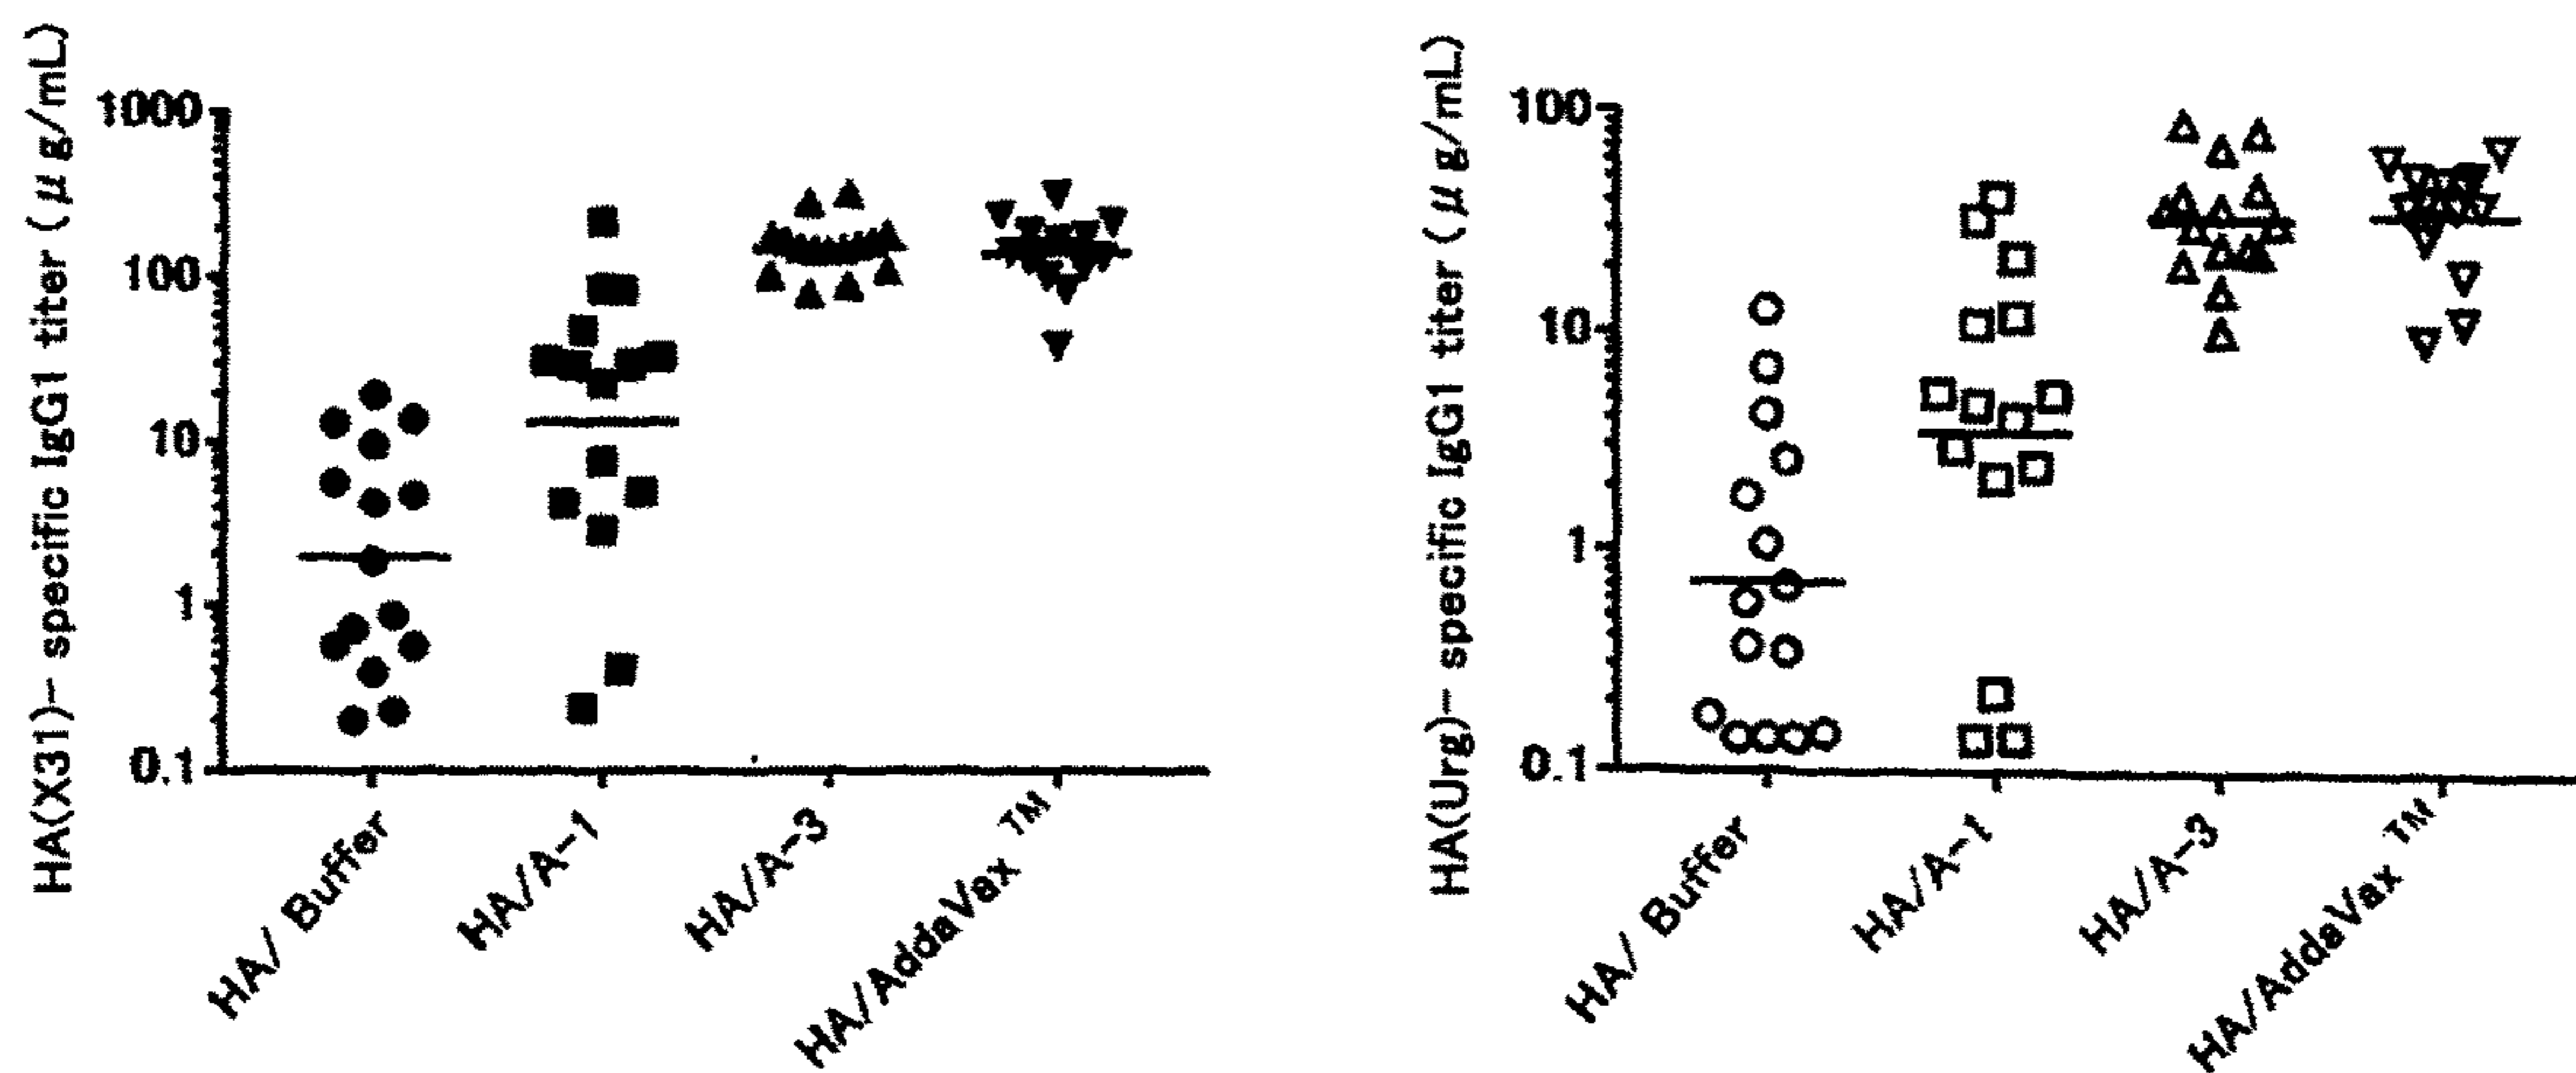 HA(X31)- specific IgG1 titer (μg/mL)
1000
100
10
1
0.1
HA/ Buffer
HA/A-1
HA/A-3
HA/AddaVax TM
HA(Urg)- specific IgG1 titer (μg/mL)
100
10
1
0.1
HA/ Buffer
HA/A-1
HA/A-3
HA/AddaVax TM